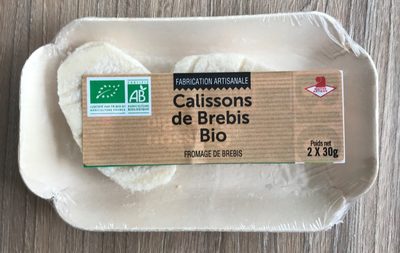 FABRICATION ARTISANALE
Calissons
de Brebis
Bio
FROMAGE DE BREBIS
Poids net
2 X 30g
AB